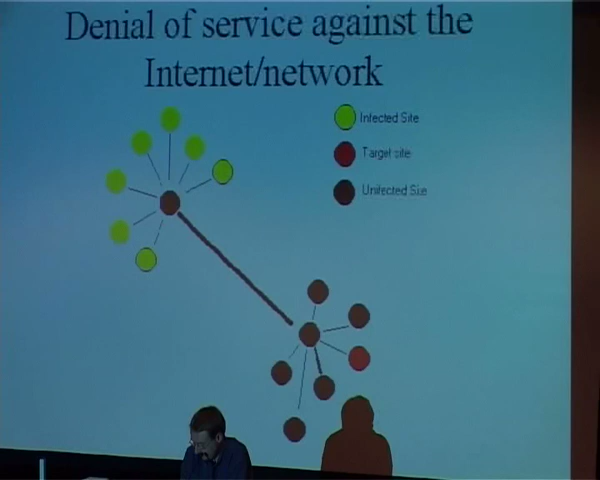 Denial of service against the
Internet/network
Infected Site
Target site
Uninfected Site